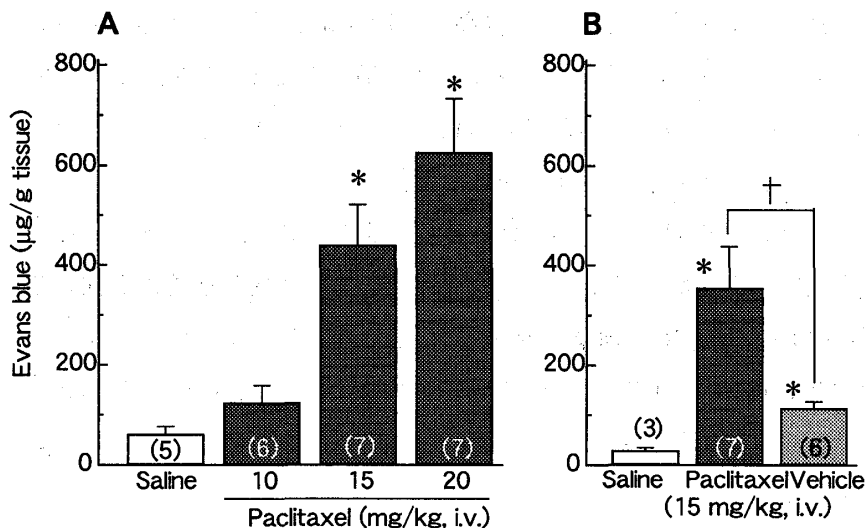 A
B
Evans blue (μg/g tissue)
800
600
400
200
0
*
*
(5)
(6)
(7)
(7)
Saline
10
15
20
Paclitaxel (mg/kg, i.v.)
800
600
400
200
0
†
*
*
(3)
(7)
(6)
Saline
Paclitaxel
Vehicle
(15 mg/kg, i.v.)